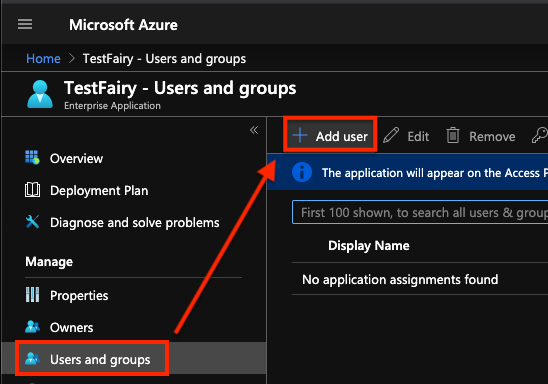 Microsoft Azure
Home > TestFairy - Users and groups
TestFairy - Users and groups
Enterprise Application
«
Overview
Deployment Plan
Diagnose and solve problems
Manage
Properties
Owners
Users and groups
+ Add user Edit Remove
The application will appear on the Access P
First 100 shown, to search all users & group
Display Name
No application assignments found